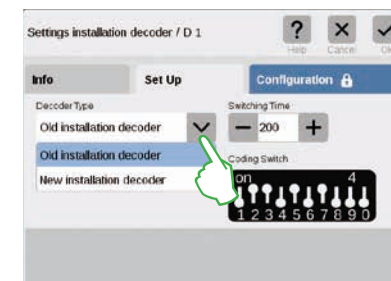 Settings installation decoder / D 1
Help
Cancel
Info
Set Up
Configuration
Decoder Type
Switching Time
Old installation decoder
200
Old installation decoder
New installation decoder
Coding Switch
on 4
1 2 3 4 5 6 7 8 9 0